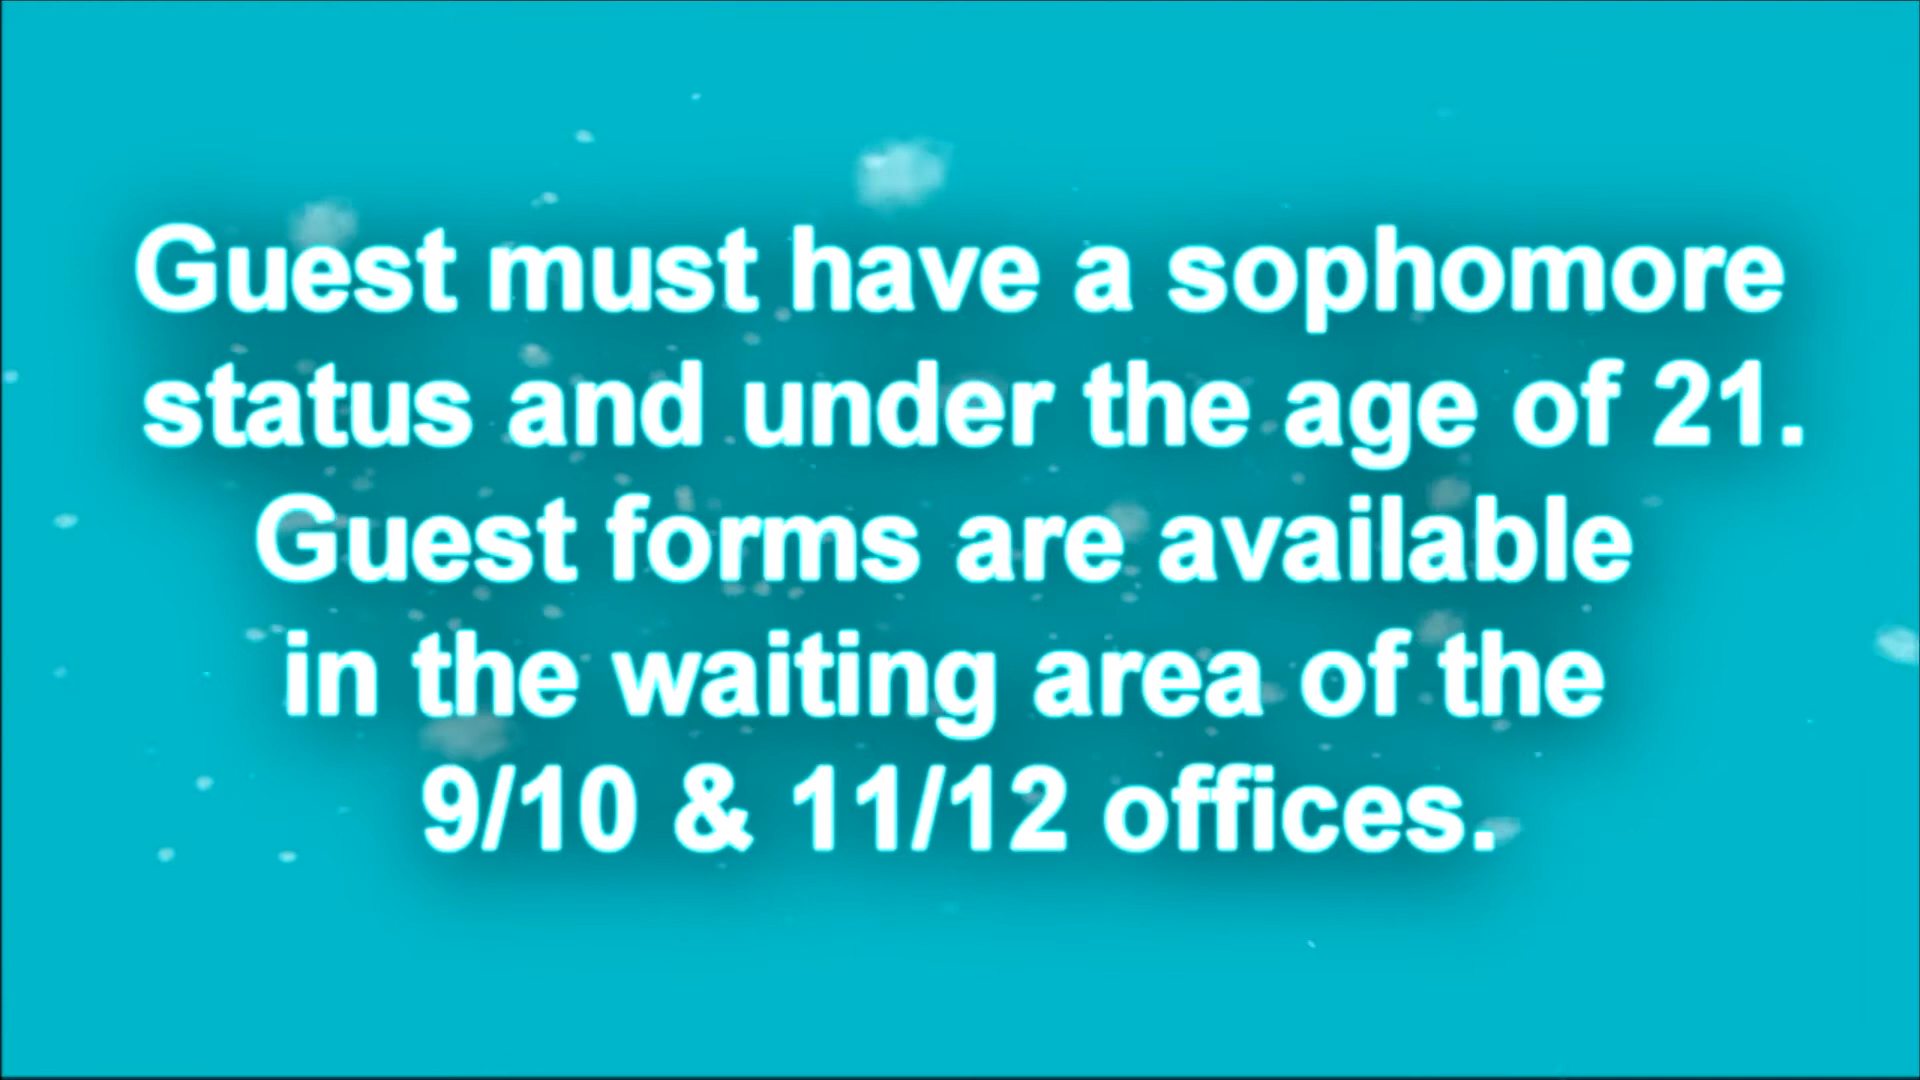 Guest must have a sophomore
status and under the age of 21.
Guest forms are available
in the waiting area of the
9/10 & 11/12 offices.